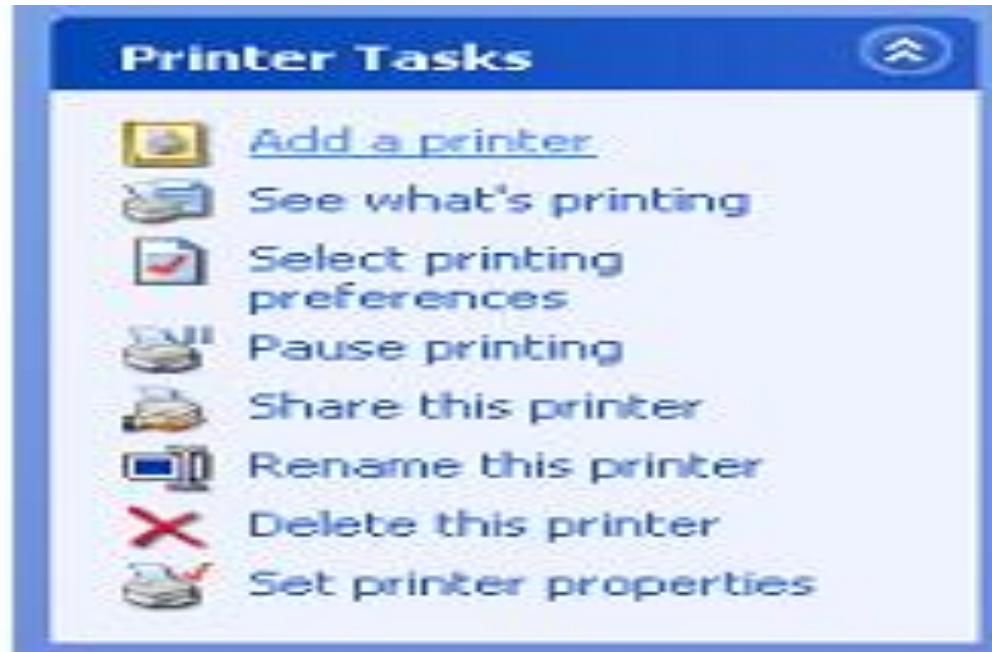 Printer Tasks
Add a printer
See what's printing
Select printing
preferences
Pause printing
Share this printer
Rename this printer
Delete this printer
Set printer properties